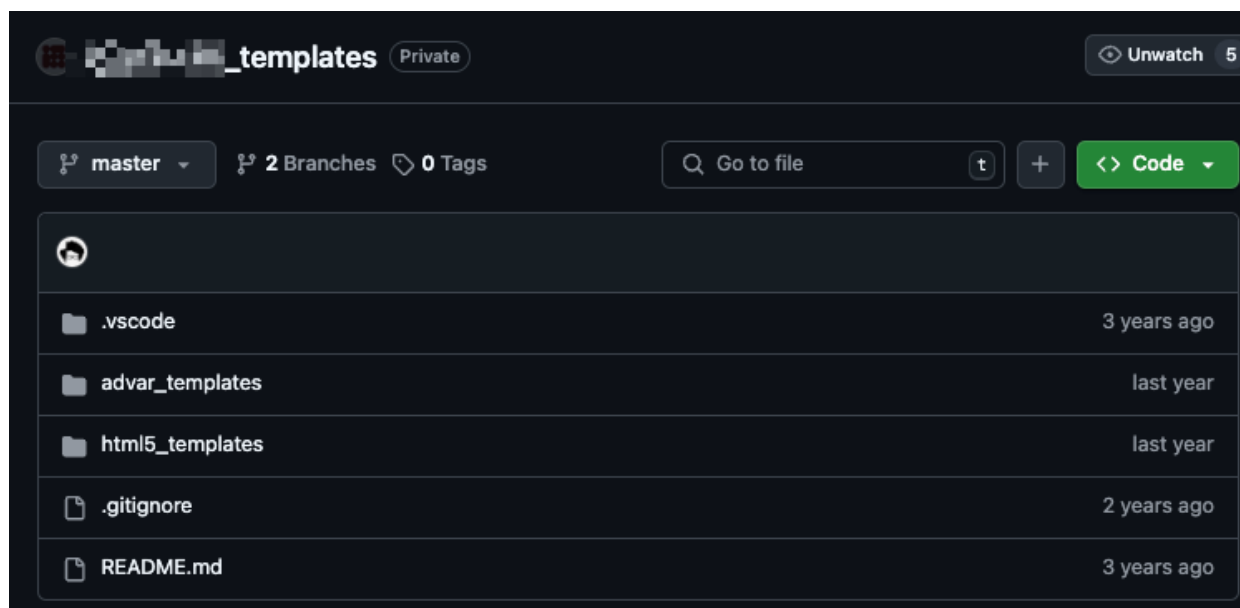 _templates Private Unwatch 5
master 2 Branches 0 Tags Go to file t Code
.vscode 3 years ago
advar_templates last year
html5_templates last year
.gitignore 2 years ago
README.md 3 years ago